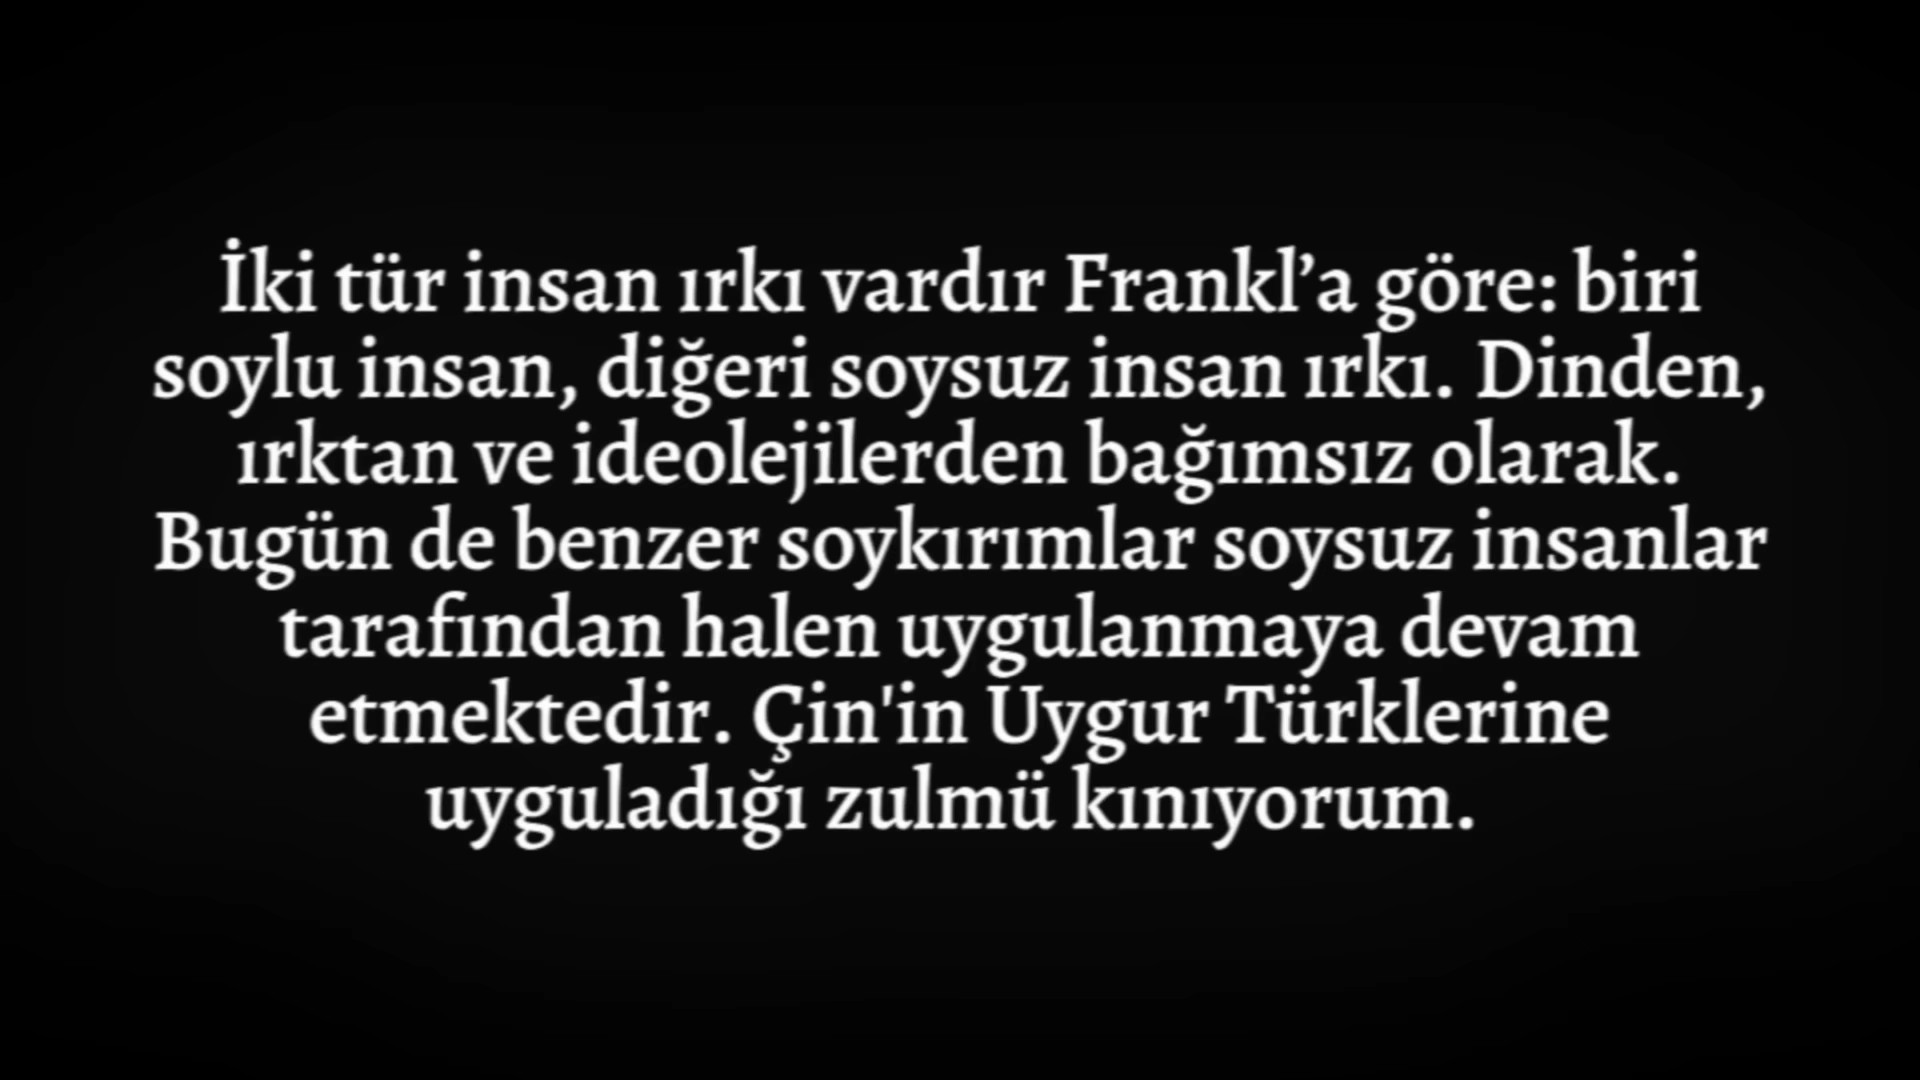 İki tür insan ırkı vardır Frankl’a göre: biri
soylu insan, diğeri soysuz insan ırkı. Dinden,
ırktan ve ideolejilerden bağımsız olarak.
Bugün de benzer soykırımlar soysuz insanlar
tarafından halen uygulanmaya devam
etmektedir. Çin'in Uygur Türklerine
uyguladığı zulmü kınıyorum.